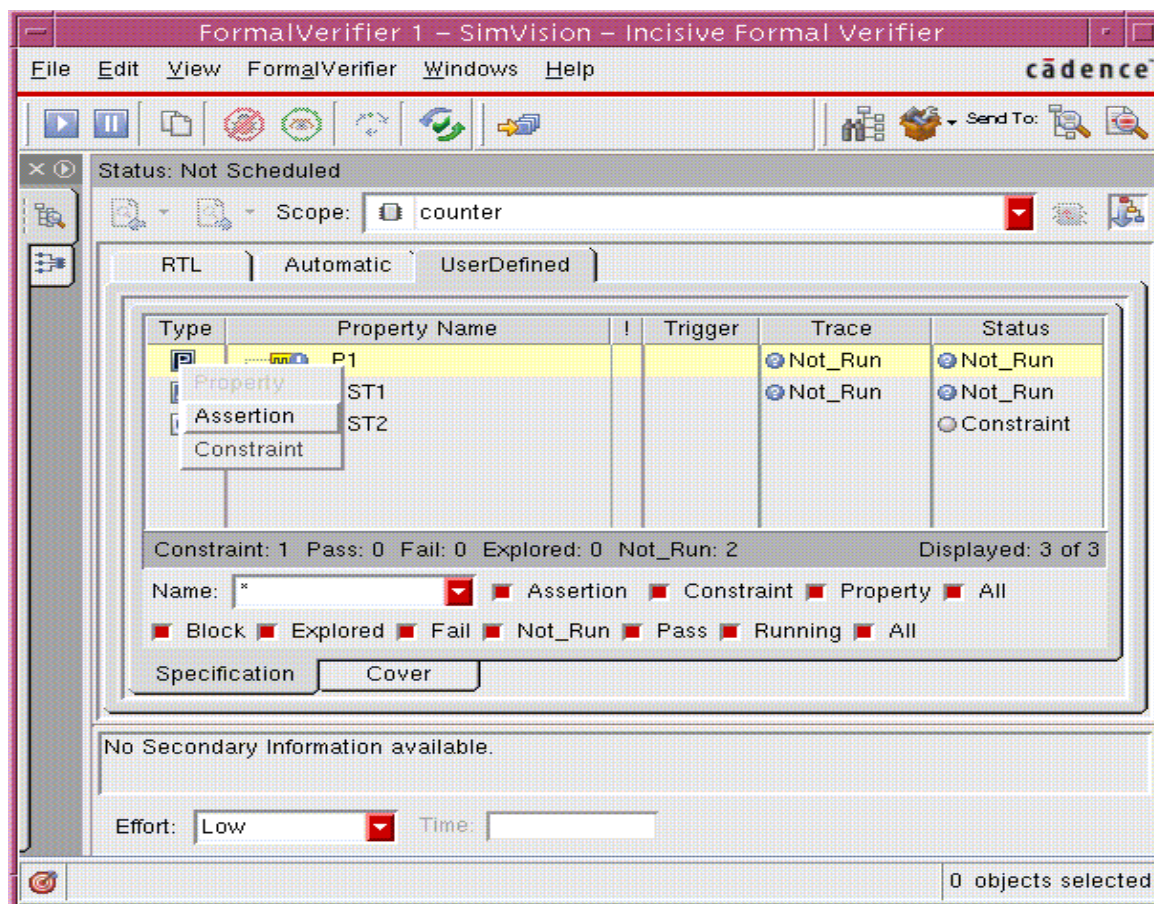 FormalVerifier 1 – SimVision – Incisive Formal Verifier
File Edit View FormalVerifier Windows Help cādence
Send To:
Status: Not Scheduled
Scope: counter
RTL Automatic UserDefined
Type Property Name ! Trigger Trace Status
P P1 Not_Run Not_Run
Property ST1 Not_Run Not_Run
Assertion ST2 Constraint
Constraint
Constraint: 1 Pass: 0 Fail: 0 Explored: 0 Not_Run: 2 Displayed: 3 of 3
Name: * Assertion Constraint Property All
Block Explored Fail Not_Run Pass Running All
Specification Cover
No Secondary Information available.
Effort: Low Time:
0 objects selected